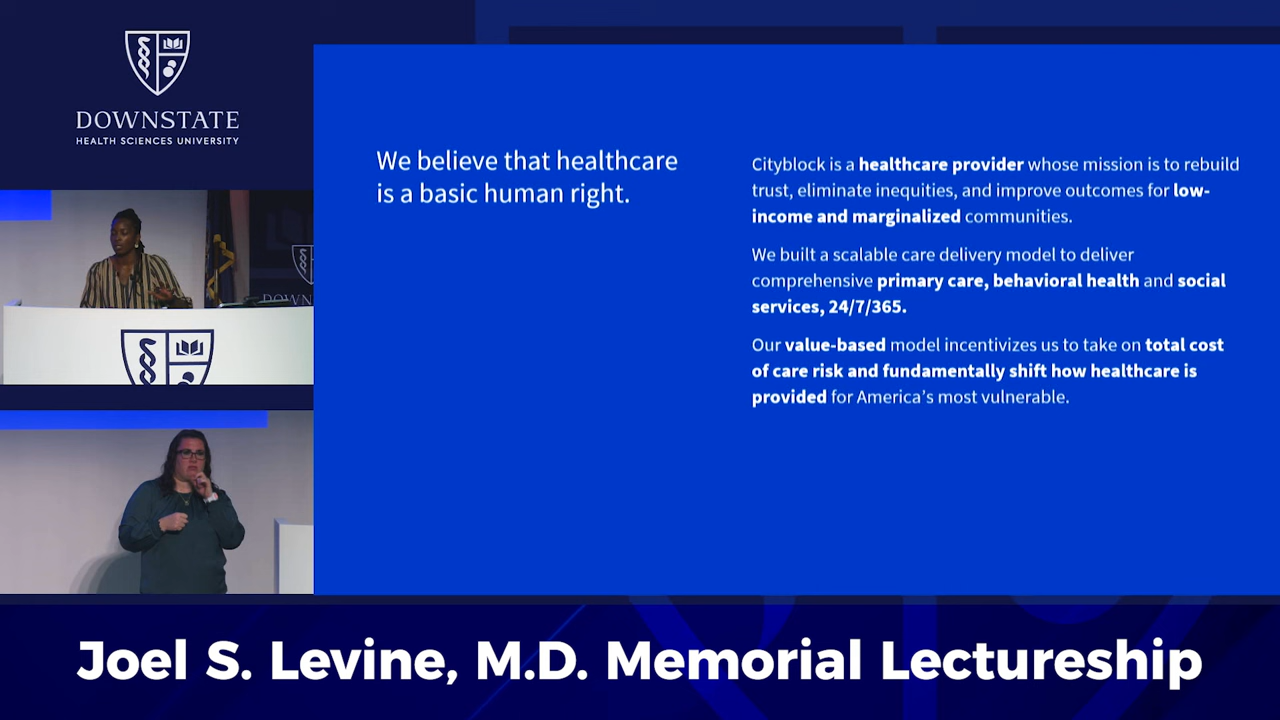 DOWNSTATE
HEALTH SCIENCES UNIVERSITY
We believe that healthcare
is a basic human right.
Cityblock is a healthcare provider whose mission is to rebuild
trust, eliminate inequities, and improve outcomes for low-
income and marginalized communities.
We built a scalable care delivery model to deliver
comprehensive primary care, behavioral health and social
services, 24/7/365.
Our value-based model incentivizes us to take on total cost
of care risk and fundamentally shift how healthcare is
provided for America's most vulnerable.
DOWN
Joel S. Levine, M.D. Memorial Lectureship